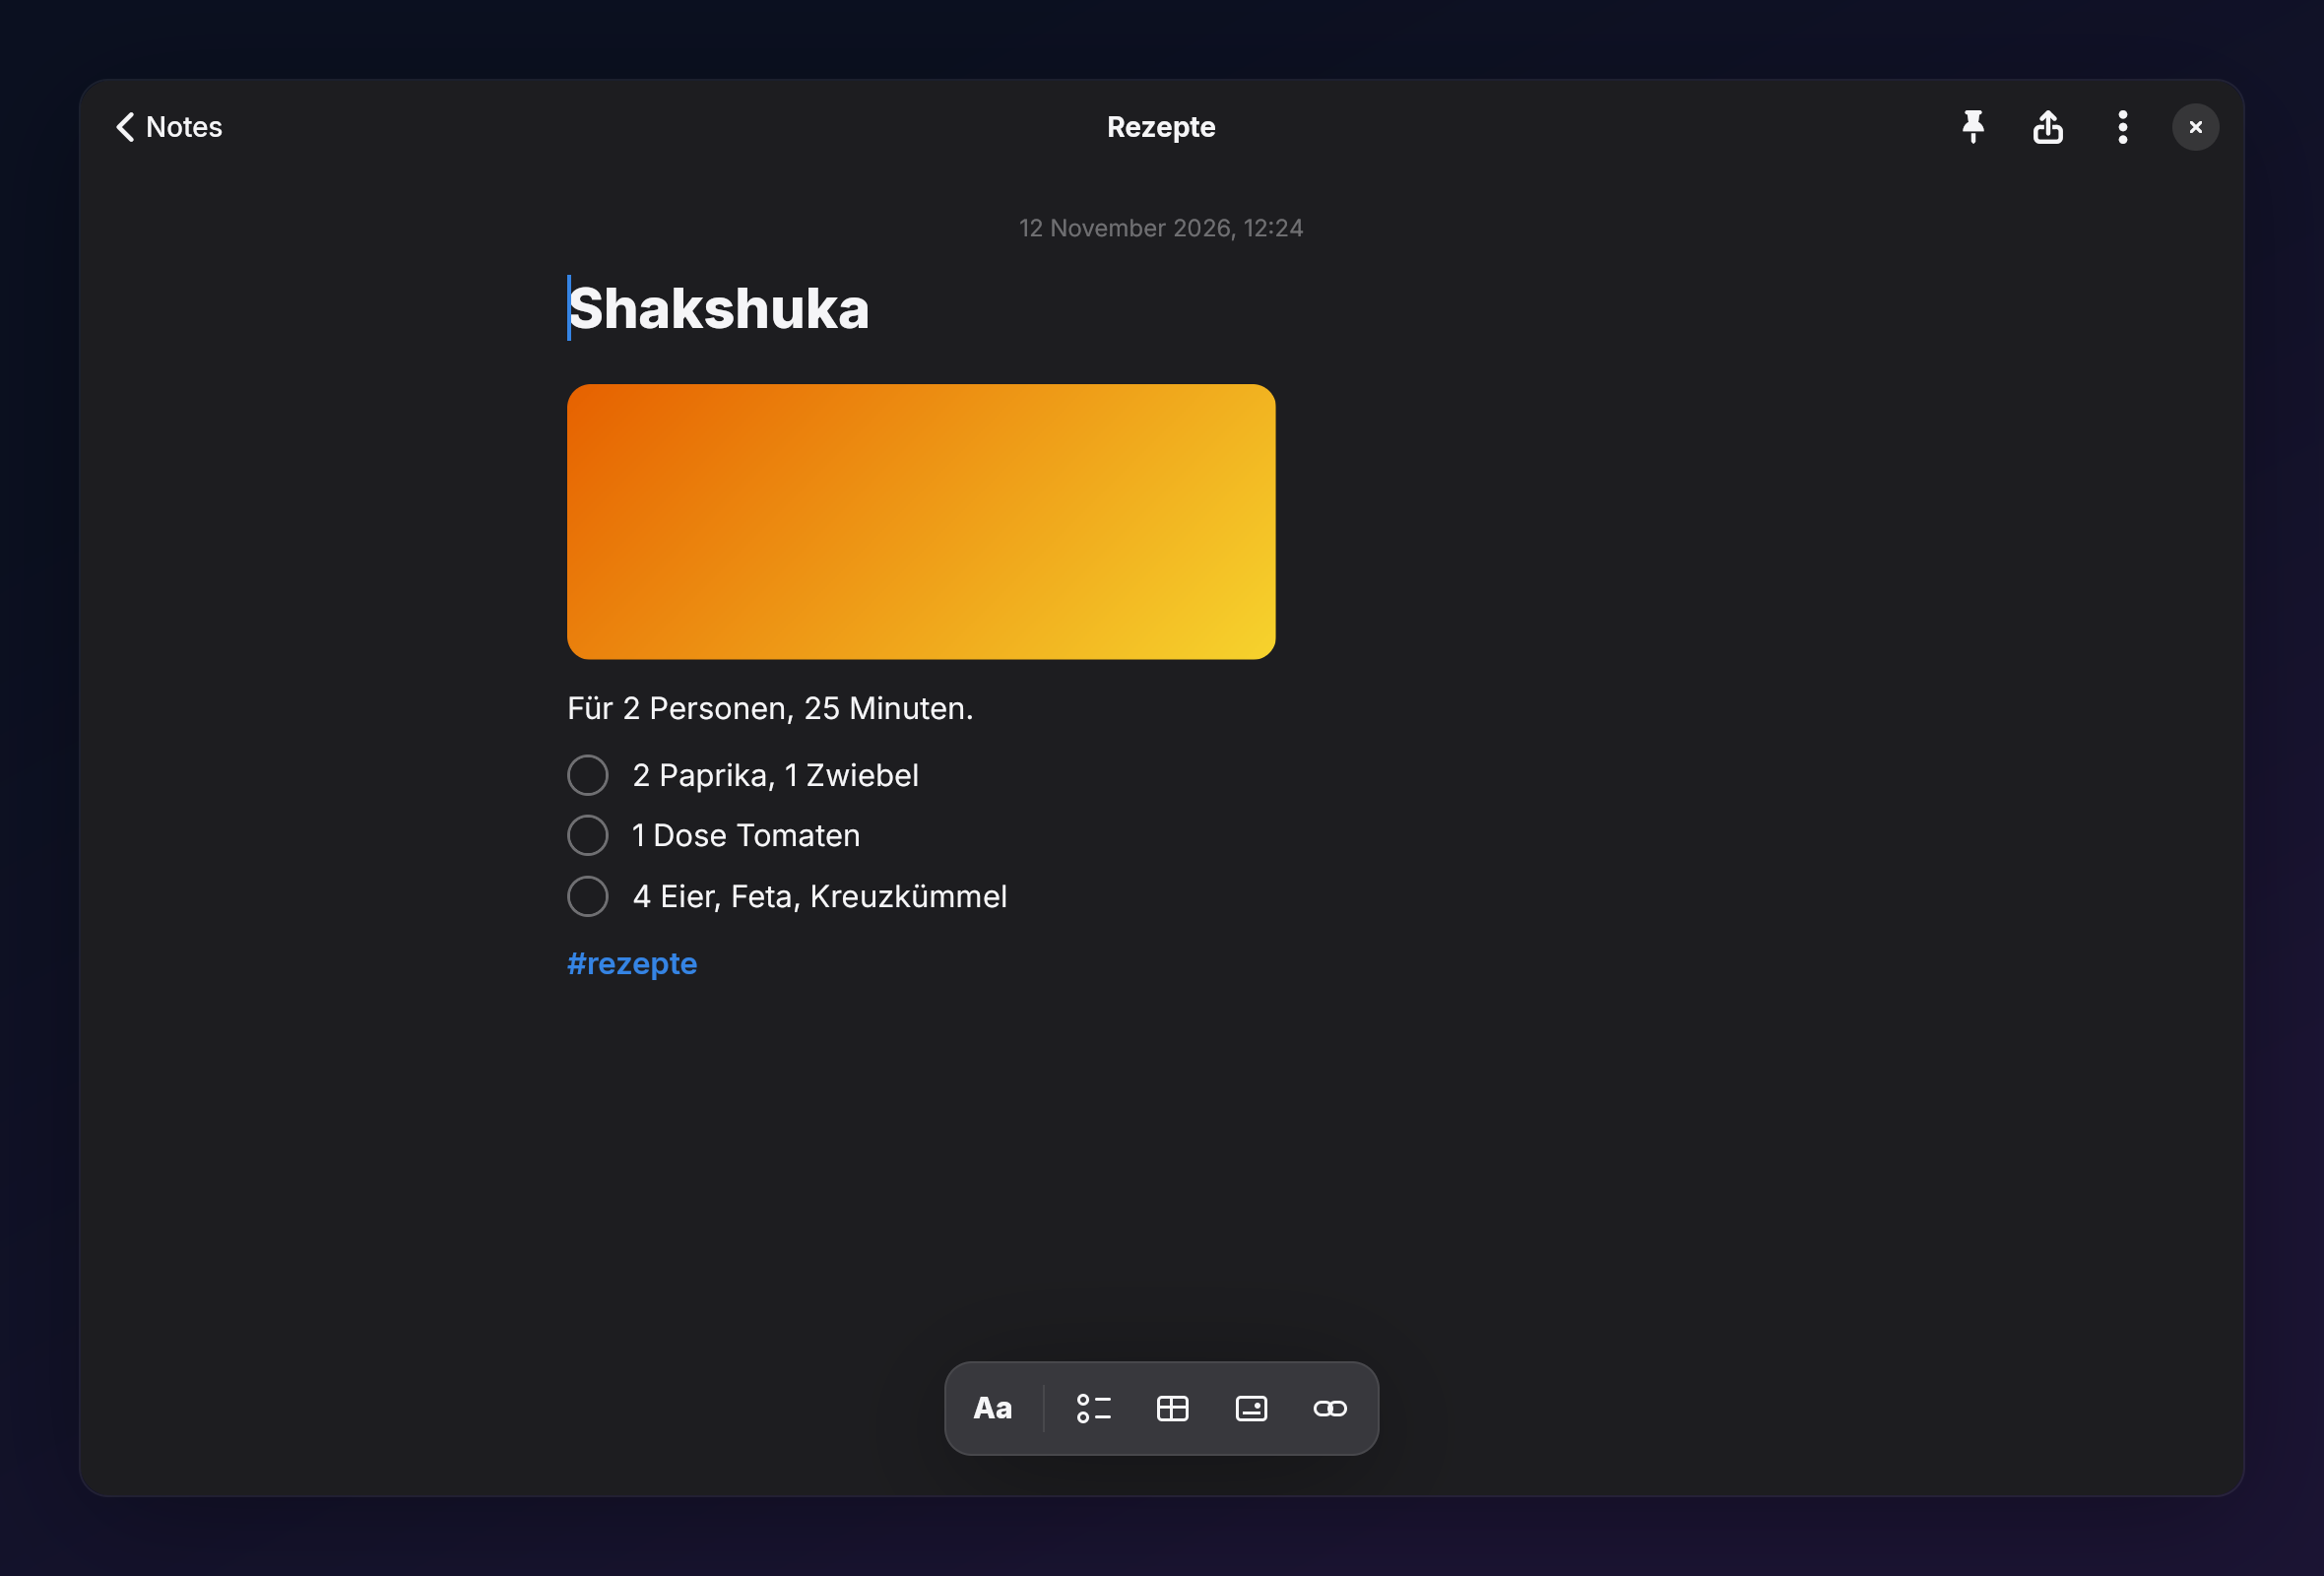 Notes
Rezepte
12 November 2026, 12:24
Shakshuka
Für 2 Personen, 25 Minuten.
2 Paprika, 1 Zwiebel
1 Dose Tomaten
4 Eier, Feta, Kreuzkümmel
#rezepte
Aa